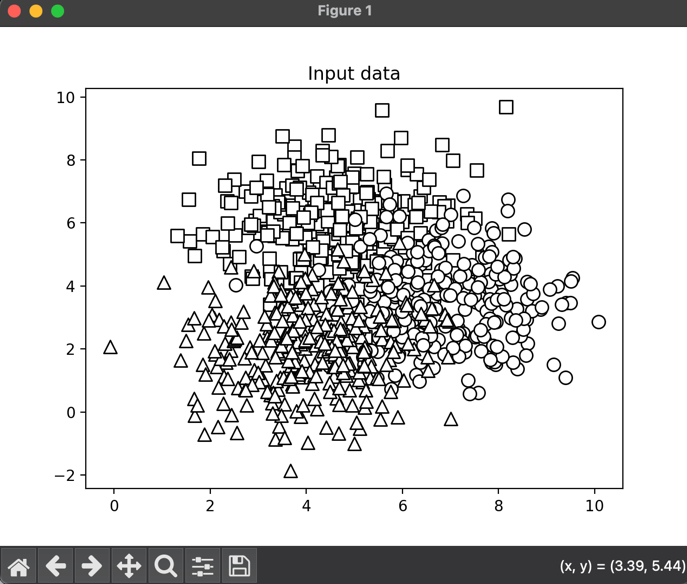 Figure 1
Input data
10
8
6
4
2
0
−2
0 2 4 6 8 10
(x, y) = (3.39, 5.44)